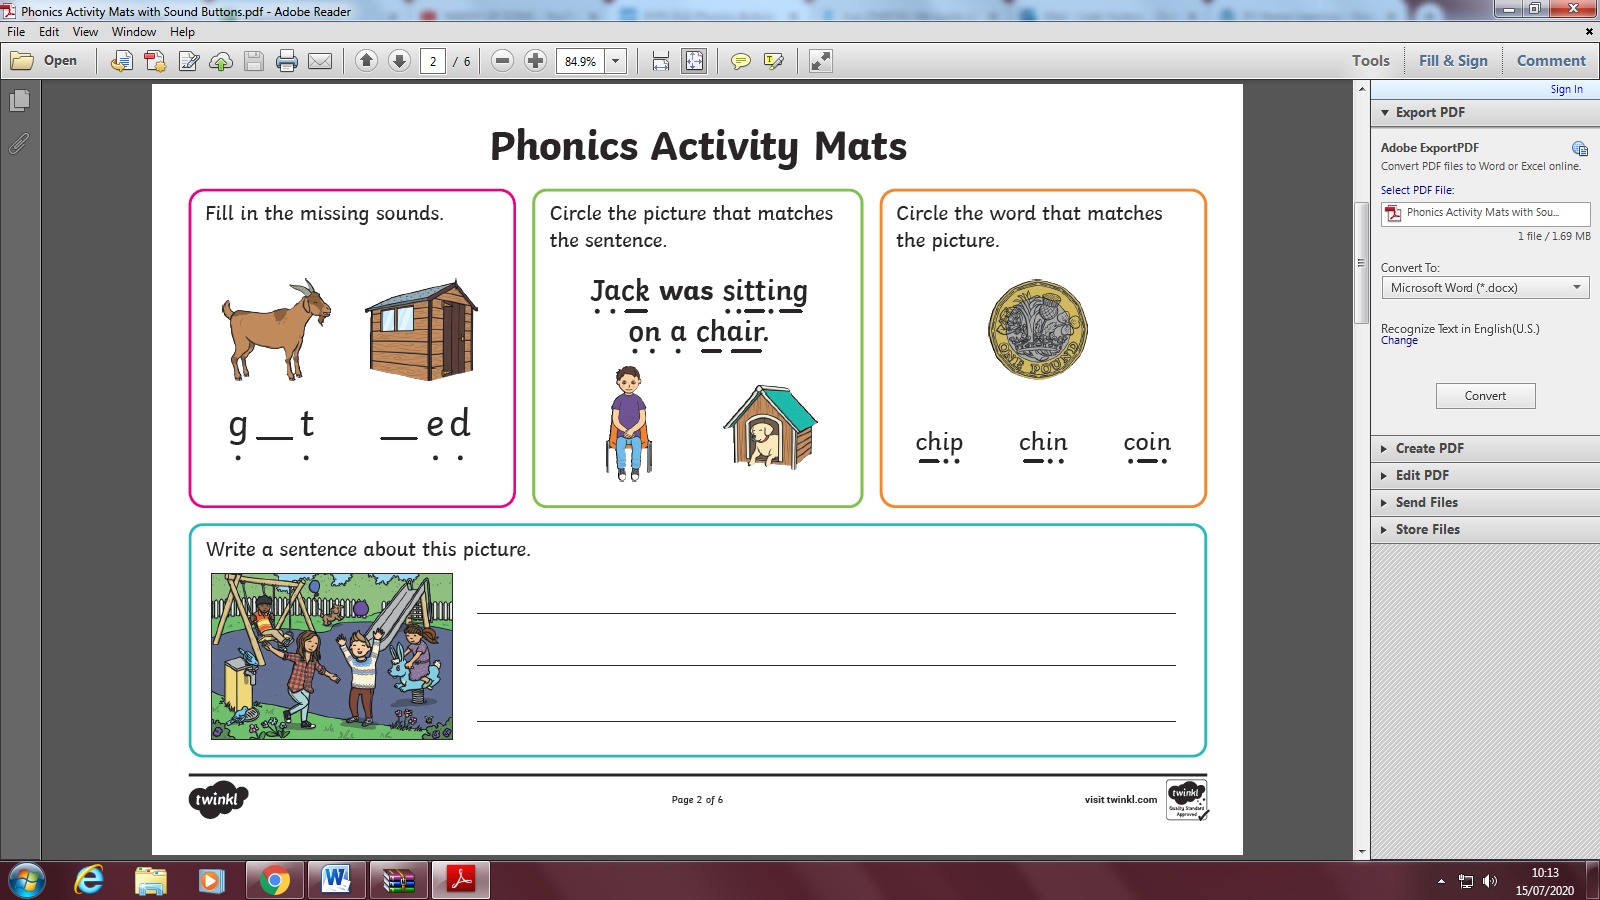 Phonics Activity Mats with Sound Buttons.pdf - Adobe Reader
File Edit View Window Help
Open 2 / 6 84.9% Tools Fill & Sign Comment
Sign In
Export PDF
Adobe ExportPDF
Convert PDF files to Word or Excel online.
Select PDF File:
Phonics Activity Mats with Sou...
1 file / 1.69 MB
Convert To:
Microsoft Word (*.docx)
Recognize Text in English(U.S.)
Change
Convert
Create PDF
Edit PDF
Send Files
Store Files
Phonics Activity Mats
Fill in the missing sounds.
g __ t __ ed
Circle the picture that matches
the sentence.
Jack was sitting
on a chair.
Circle the word that matches
the picture.
ONE POUND
chip chin coin
Write a sentence about this picture.
twinkl
Page 2 of 6
visit twinkl.com
twinkl
Quality Standard
Approved
10:13
15/07/2020